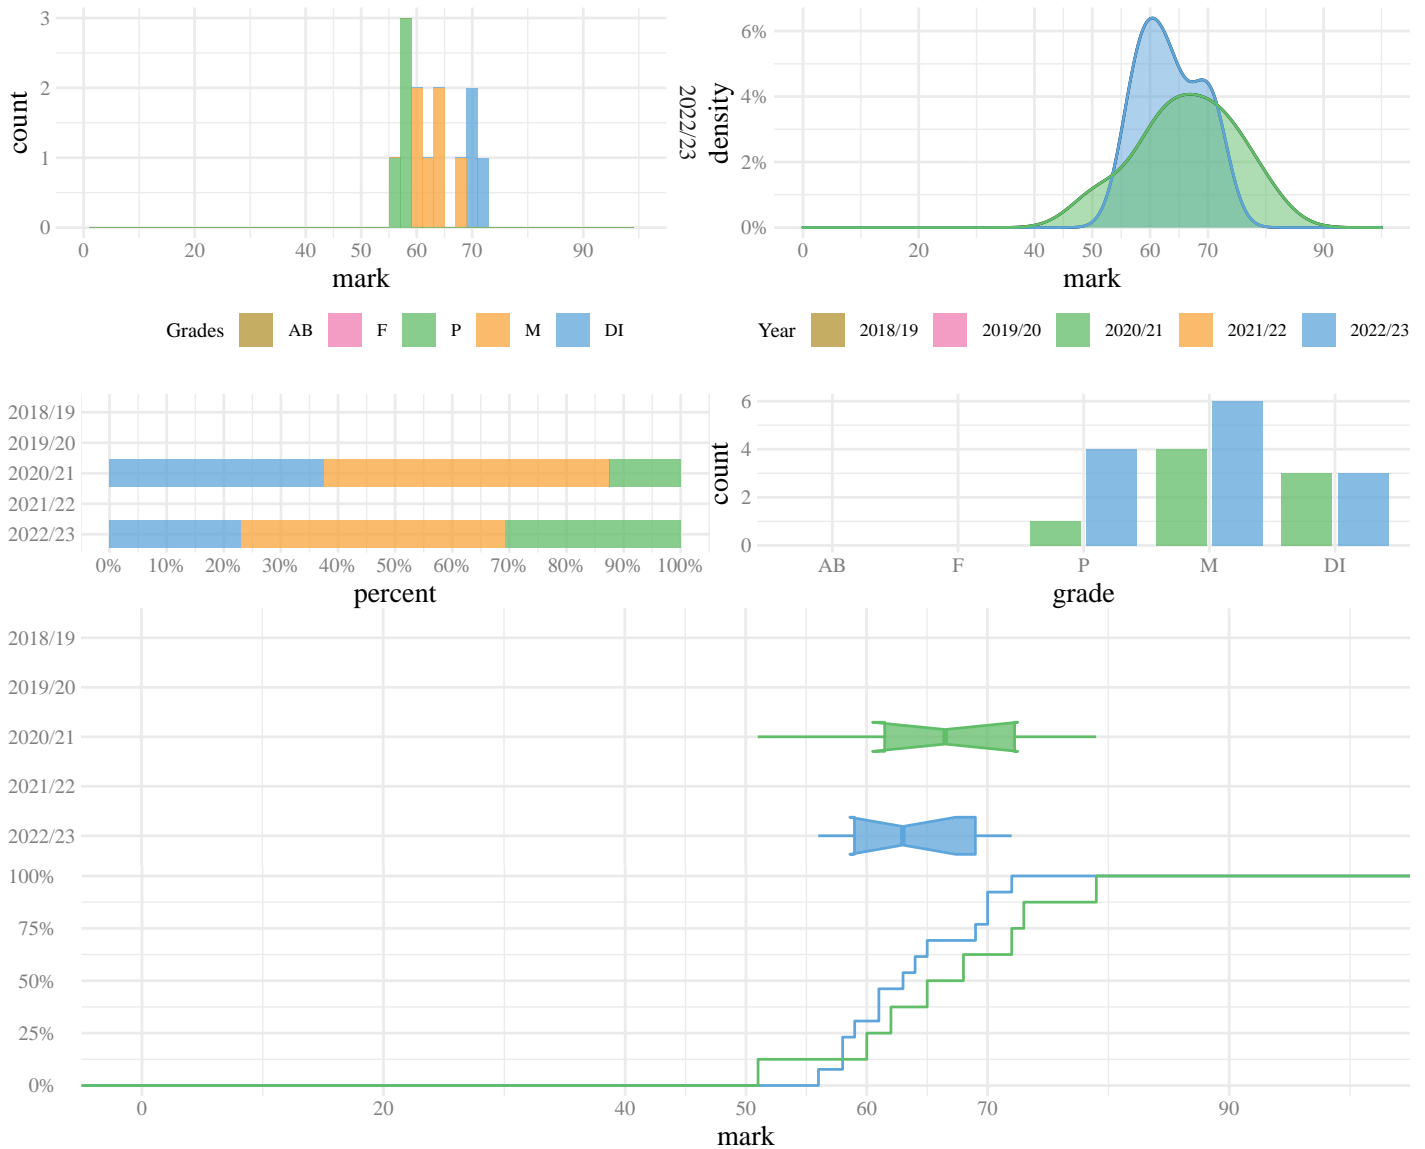 3
2
1
0
count
0 20 40 50 60 70 90
mark
2022/23
6%
4%
2%
0%
density
0 40 50 60 70 90
mark
Grades AB F P M DI
Year 2018/19 2019/20 2020/21 2021/22 2022/23
2018/19
2019/20
2020/21
2021/22
2022/23
0% 10% 20% 30% 40% 50% 60% 70% 80% 90% 100%
percent
6
4
2
0
count
AB F P M DI
grade
2018/19
2019/20
2020/21
2021/22
2022/23
100%
75%
50%
25%
0%
0 20 40 50 60 70 90
mark